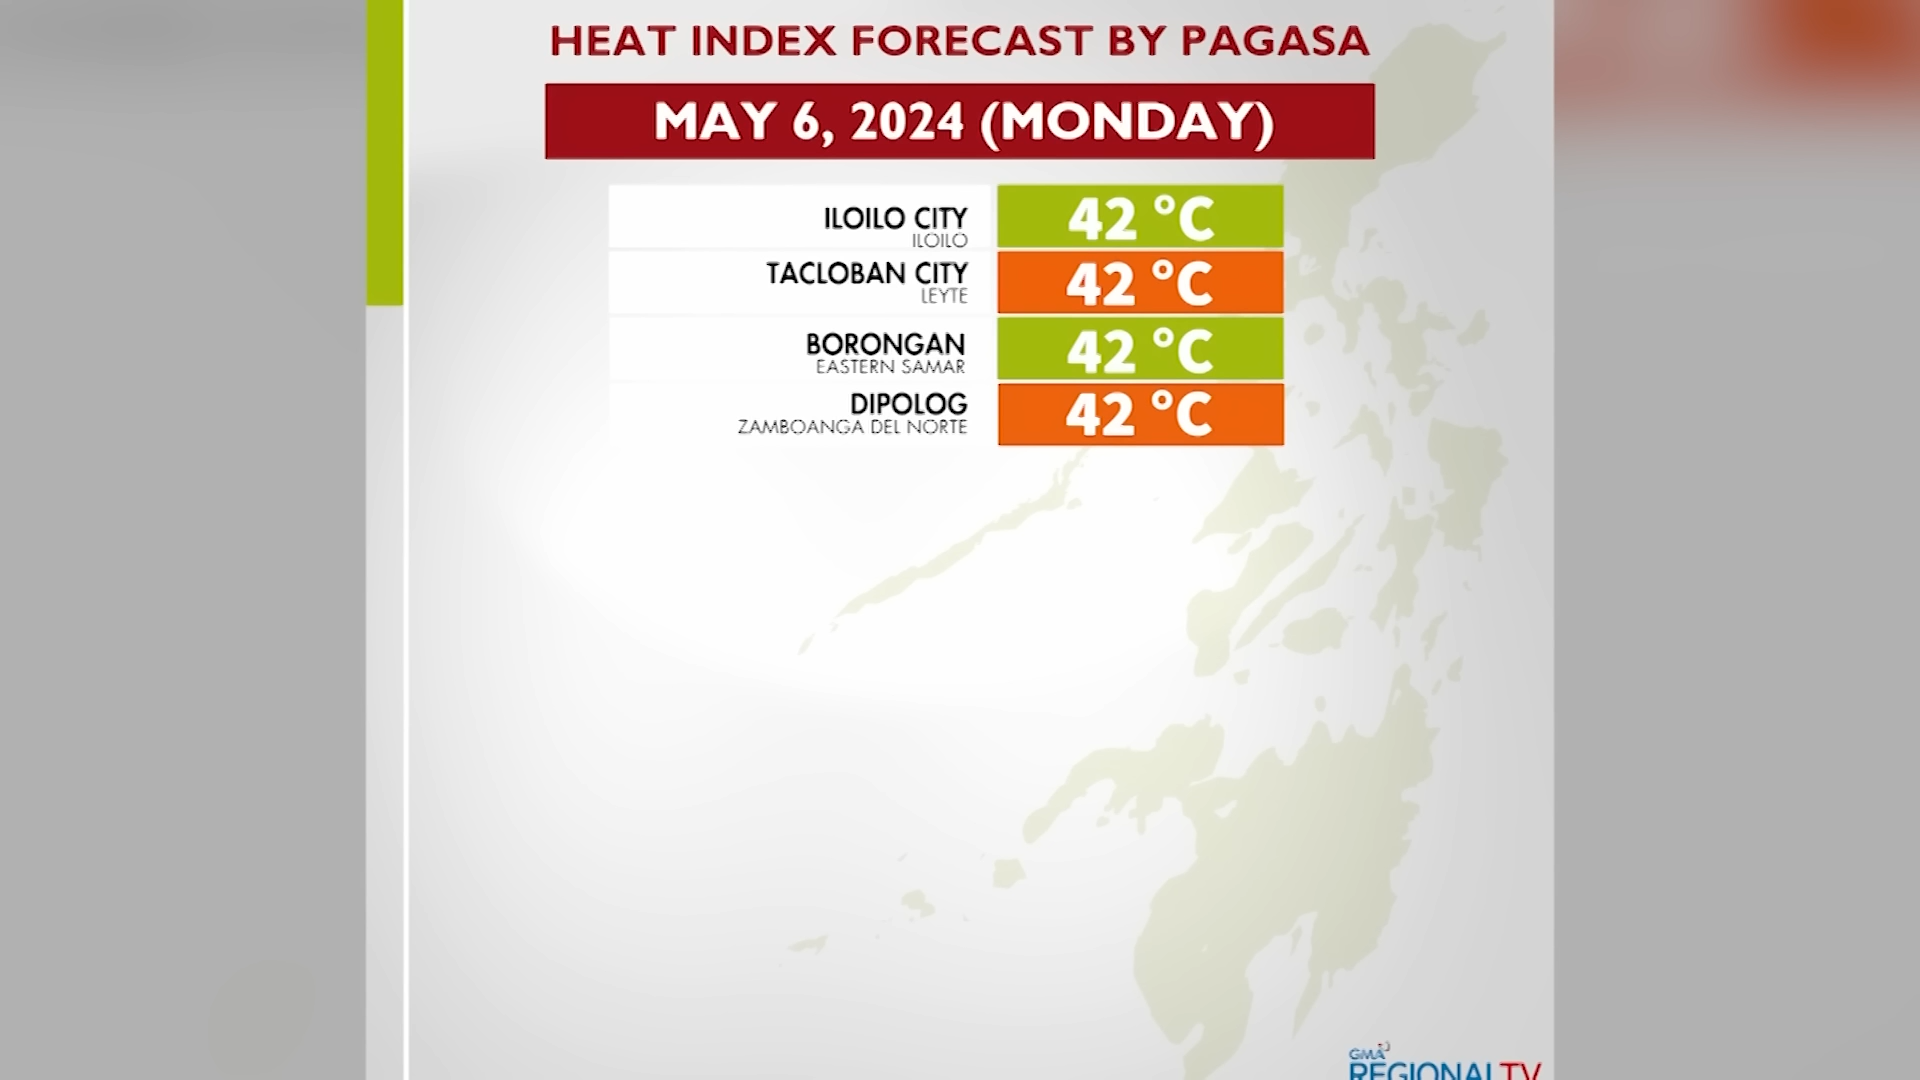 HEAT INDEX FORECAST BY PAGASA
MAY 6, 2024 (MONDAY)
ILOILO CITY 42 °C
ILOILO
TACLOBAN CITY 42 °C
LEYTE
BORONGAN 42 °C
EASTERN SAMAR
DIPOLOG 42 °C
ZAMBOANGA DEL NORTE
GMA
REGIONAL TV